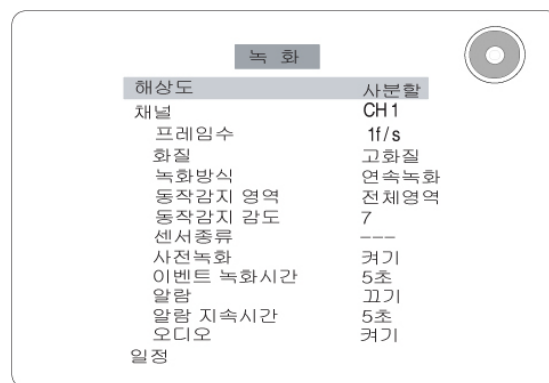 녹 화
해상도 사분할
채널 CH1
프레임수 1f/s
화질 고화질
녹화방식 연속녹화
동작감지 영역 전체영역
동작감지 감도 7
센서종류 ---
사전녹화 켜기
이벤트 녹화시간 5초
알람 끄기
알람 지속시간 5초
오디오 켜기
일정